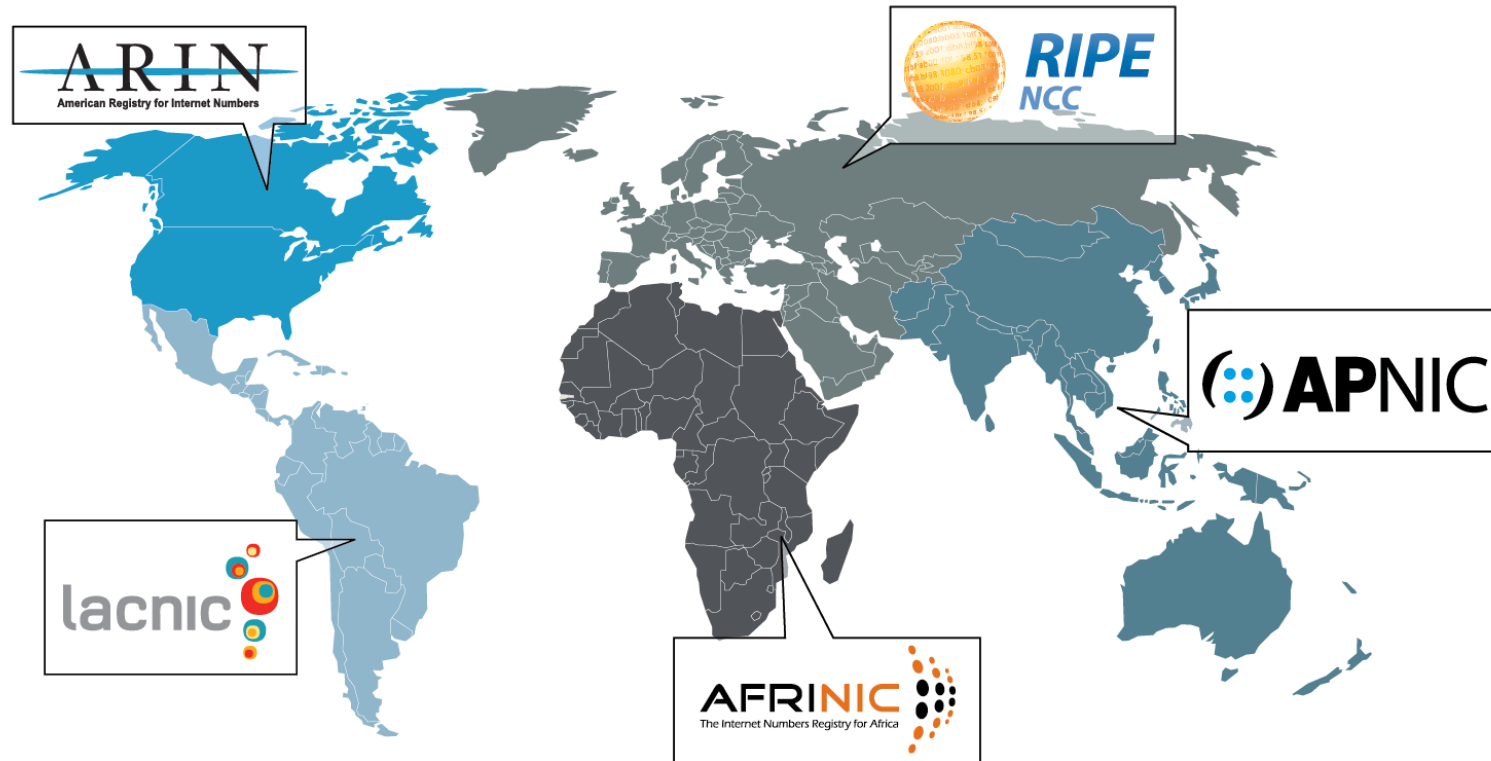 ARIN
American Registry for Internet Numbers
RIPE
NCC
APNIC
lacnic
AFRINIC
The Internet Numbers Registry for Africa